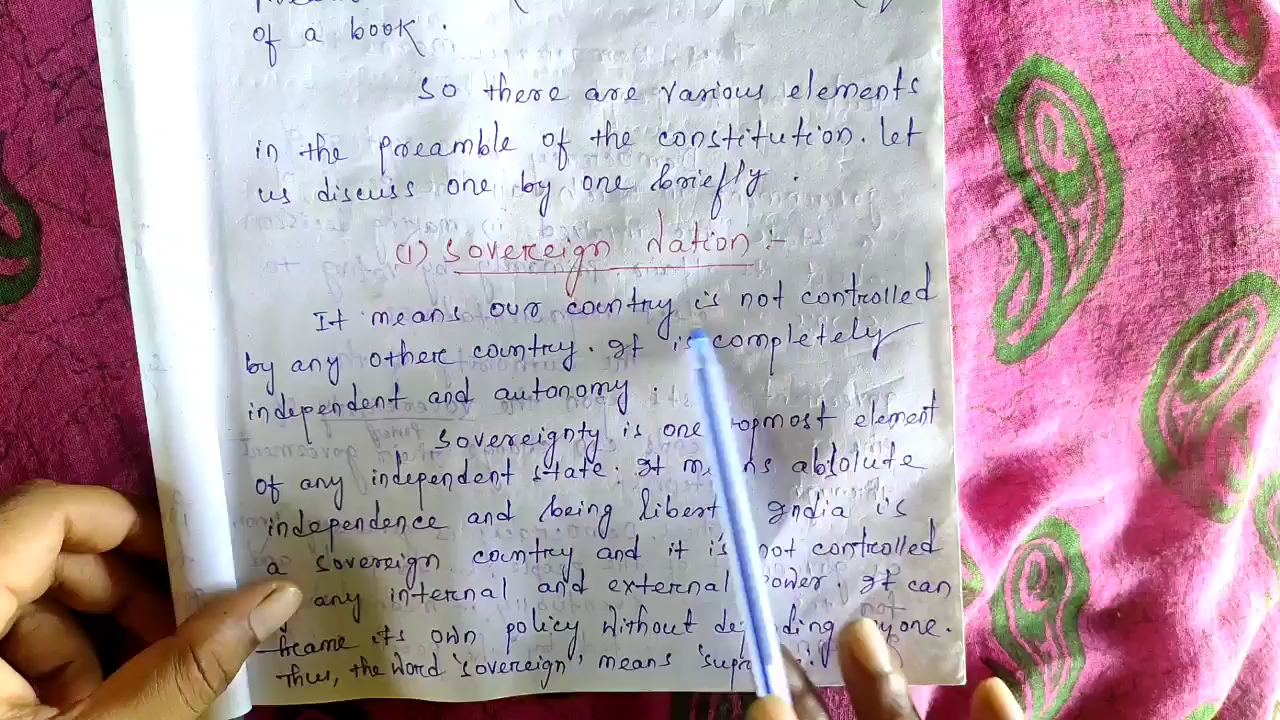 of a book.
So there are various elements
in the preamble of the constitution. Let
us discuss one by one briefly.
(1) Sovereign Nation :-
It means our country is not controlled
by any other country. It is completely
independent and autonomy
Sovereignty is one topmost element
of any independent state. It means ablolute
independence and being libert India is
a sovereign country and it is not controlled
any internal and external power. It can
not
frame its own policy without depending anyone.
Thus, the word 'sovereign' means